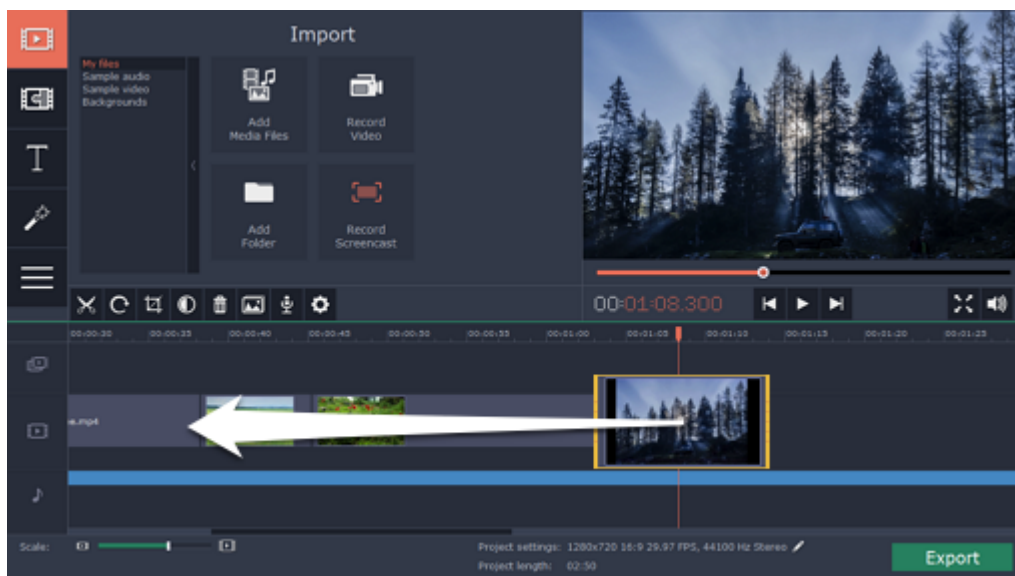 Import
My files
Sample audio
Sample video
Backgrounds
Add
Media Files
Record
Video
Add
Folder
Record
Screencast
T
00:01:08.300
00:00:30 00:00:35 00:00:40 00:00:45 00:00:50 00:00:55 00:01:00 00:01:05 00:01:10 00:01:15 00:01:20 00:01:25
e.mp4
Scale:
Project settings: 1280x720 16:9 29.97 FPS, 44100 Hz Stereo
Project length: 02:50
Export